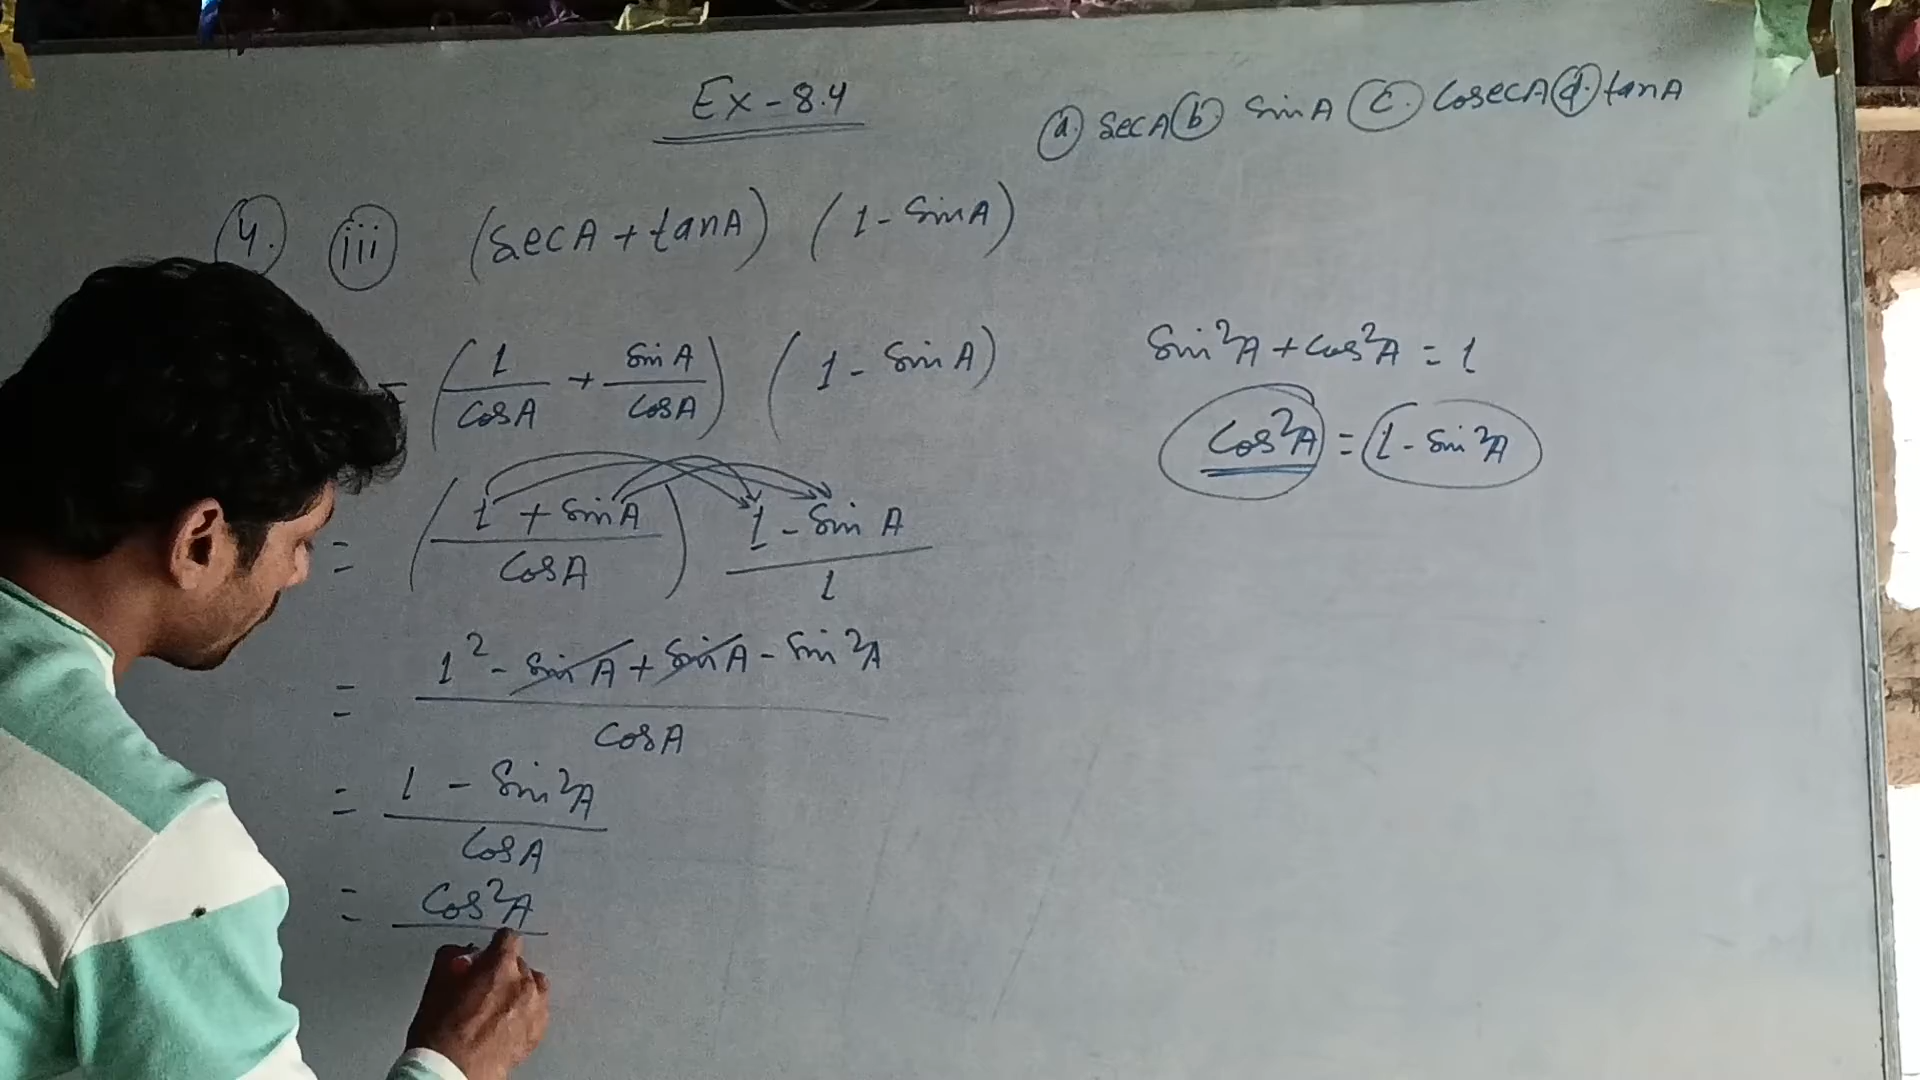 Ex - 8.4
(a.) SecA (b.) SinA (c.) CosecA (d.) tanA
(4.) (iii) (SecA + tanA) (1 - SinA)
= (1/CosA + SinA/CosA) (1 - SinA)
Sin²A + Cos²A = 1
Cos²A = 1 - Sin²A
= (1 + SinA / CosA) 1 - SinA / 1
= 1² - SinA + SinA - Sin²A
CosA
= 1 - Sin²A
CosA
= Cos²A